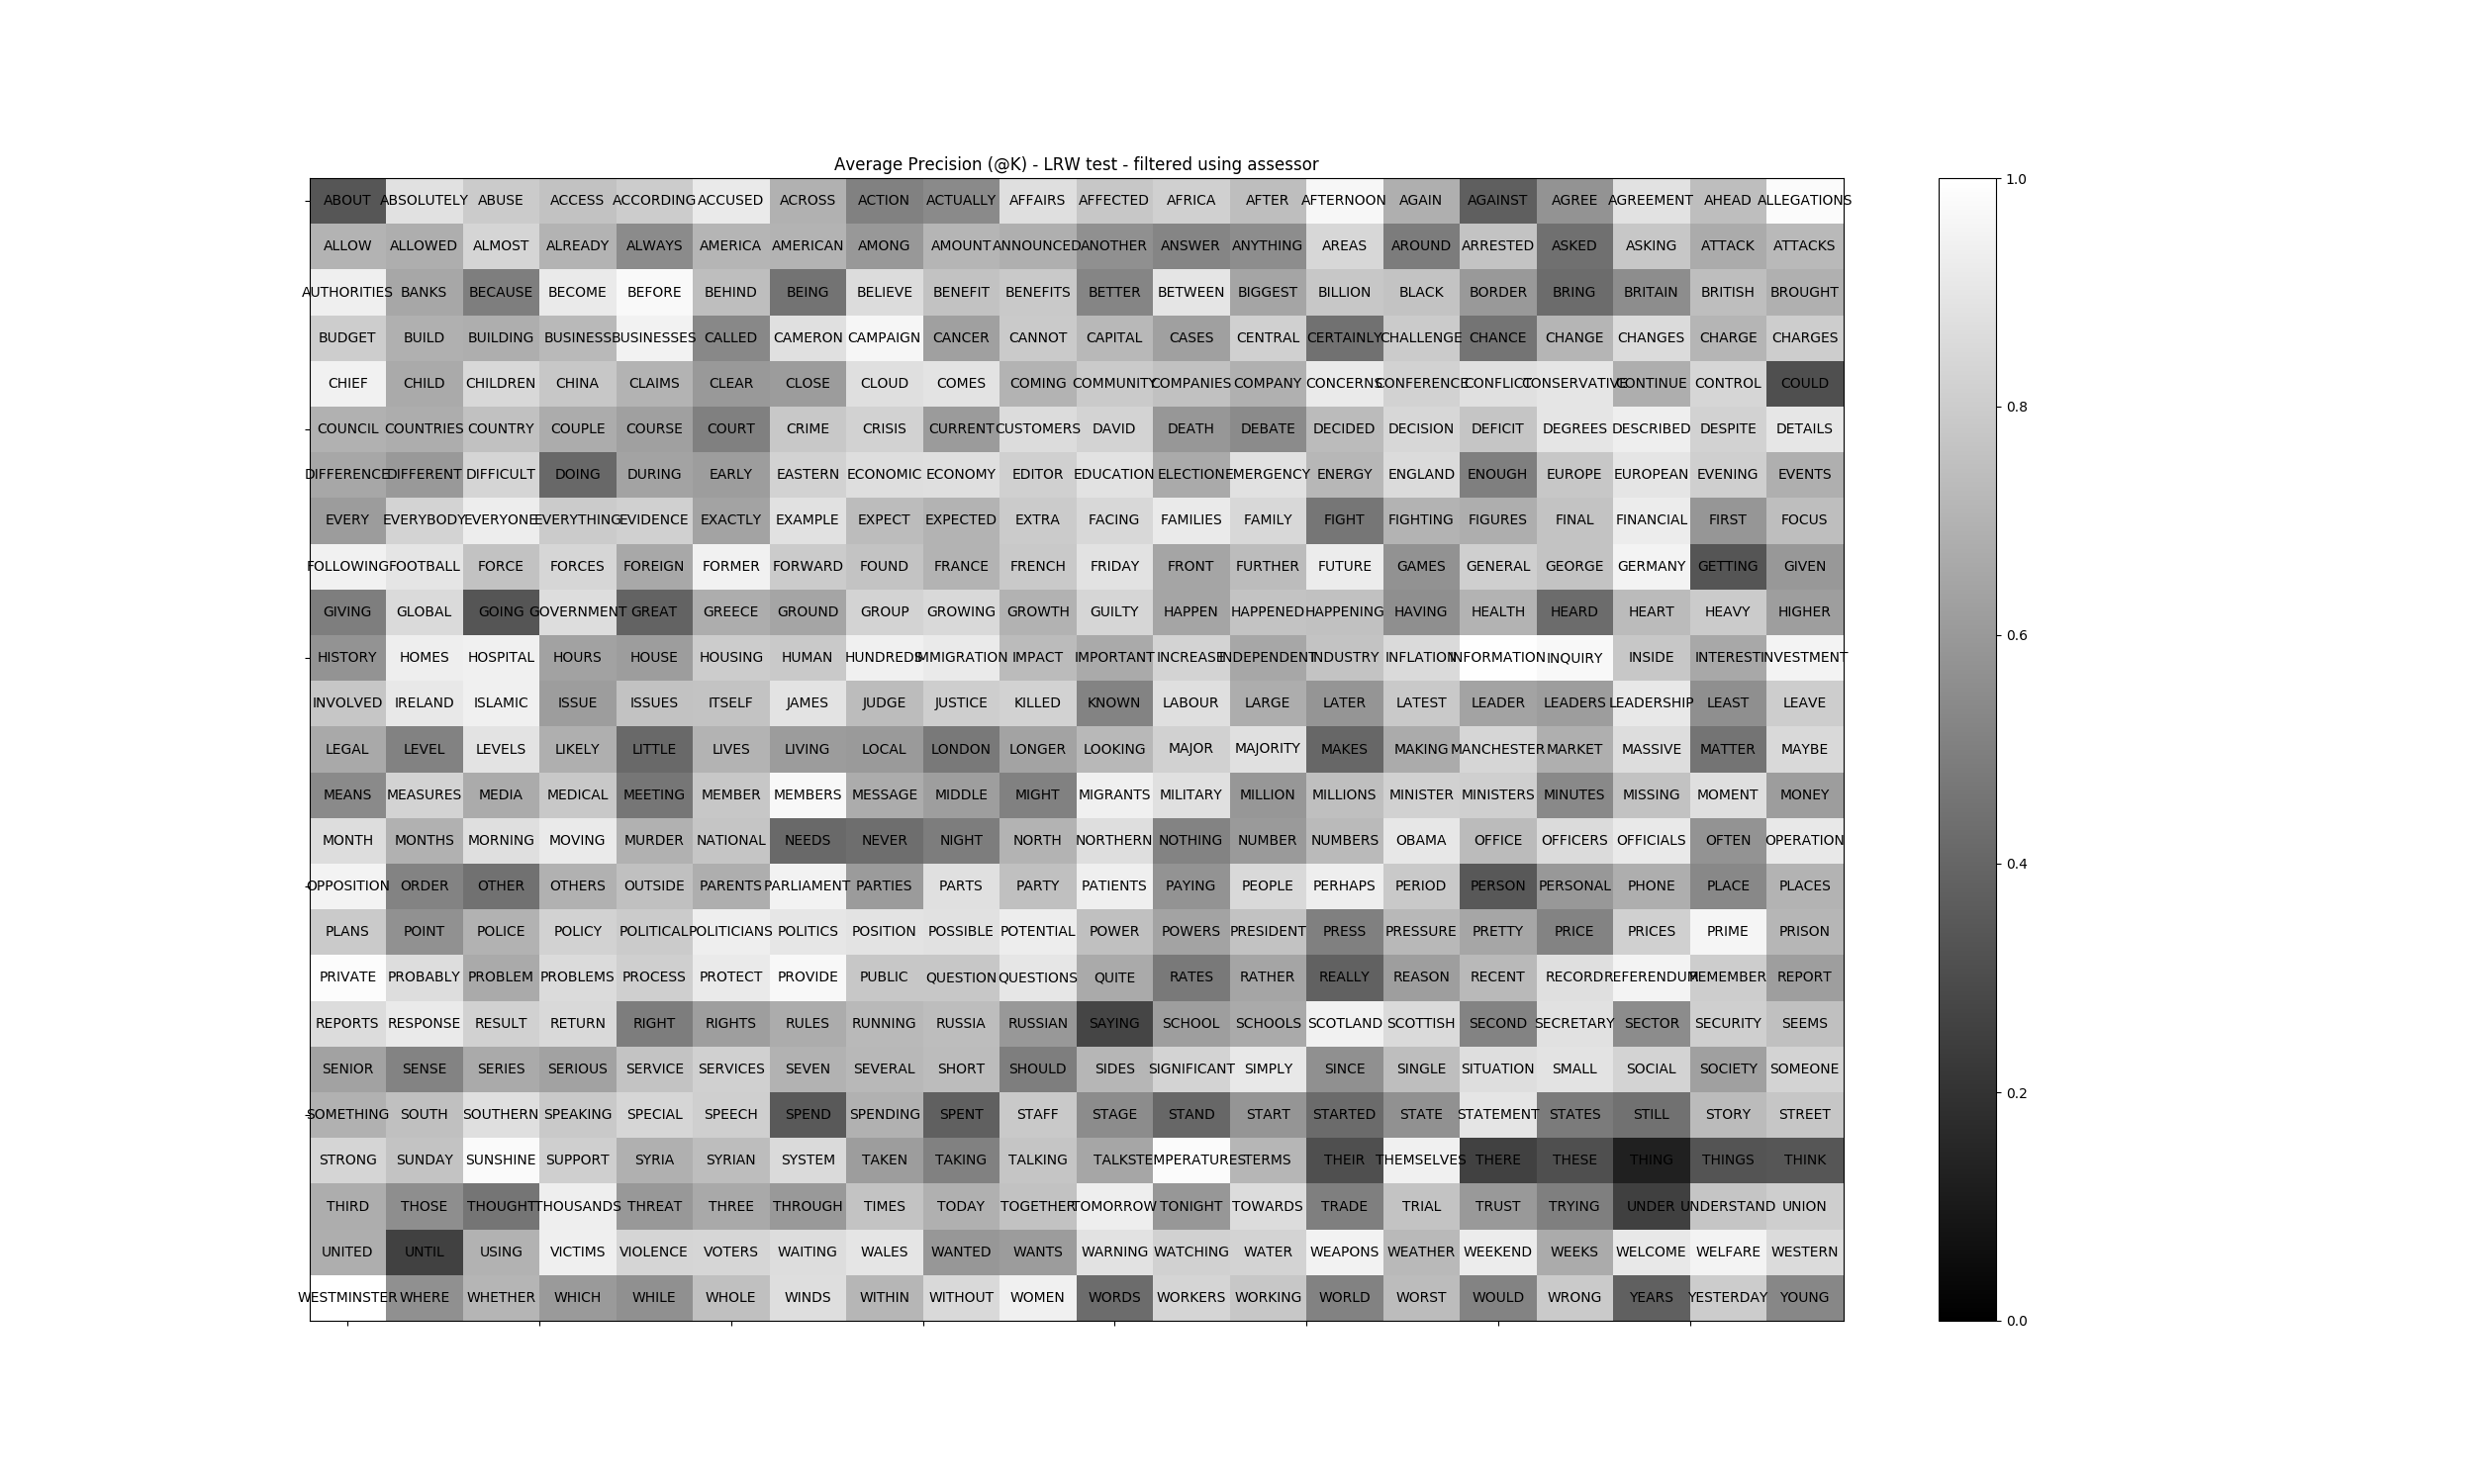 Average Precision (@K) - LRW test - filtered using assessor
ABOUT ABSOLUTELY ABUSE ACCESS ACCORDING ACCUSED ACROSS ACTION ACTUALLY AFFAIRS AFFECTED AFRICA AFTER AFTERNOON AGAIN AGAINST AGREE AGREEMENT AHEAD ALLEGATIONS
ALLOW ALLOWED ALMOST ALREADY ALWAYS AMERICA AMERICAN AMONG AMOUNT ANNOUNCED ANOTHER ANSWER ANYTHING AREAS AROUND ARRESTED ASKED ASKING ATTACK ATTACKS
AUTHORITIES BANKS BECAUSE BECOME BEFORE BEHIND BEING BELIEVE BENEFIT BENEFITS BETTER BETWEEN BIGGEST BILLION BLACK BORDER BRING BRITAIN BRITISH BROUGHT
BUDGET BUILD BUILDING BUSINESS BUSINESSES CALLED CAMERON CAMPAIGN CANCER CANNOT CAPITAL CASES CENTRAL CERTAINLY CHALLENGE CHANCE CHANGE CHANGES CHARGE CHARGES
CHIEF CHILD CHILDREN CHINA CLAIMS CLEAR CLOSE CLOUD COMES COMING COMMUNITY COMPANIES COMPANY CONCERNS CONFERENCE CONFLICT CONSERVATIVE CONTINUE CONTROL COULD
COUNCIL COUNTRIES COUNTRY COUPLE COURSE COURT CRIME CRISIS CURRENT CUSTOMERS DAVID DEATH DEBATE DECIDED DECISION DEFICIT DEGREES DESCRIBED DESPITE DETAILS
DIFFERENCE DIFFERENT DIFFICULT DOING DURING EARLY EASTERN ECONOMIC ECONOMY EDITOR EDUCATION ELECTION EMERGENCY ENERGY ENGLAND ENOUGH EUROPE EUROPEAN EVENING EVENTS
EVERY EVERYBODY EVERYONE EVERYTHING EVIDENCE EXACTLY EXAMPLE EXPECT EXPECTED EXTRA FACING FAMILIES FAMILY FIGHT FIGHTING FIGURES FINAL FINANCIAL FIRST FOCUS
FOLLOWING FOOTBALL FORCE FORCES FOREIGN FORMER FORWARD FOUND FRANCE FRENCH FRIDAY FRONT FURTHER FUTURE GAMES GENERAL GEORGE GERMANY GETTING GIVEN
GIVING GLOBAL GOING GOVERNMENT GREAT GREECE GROUND GROUP GROWING GROWTH GUILTY HAPPEN HAPPENED HAPPENING HAVING HEALTH HEARD HEART HEAVY HIGHER
HISTORY HOMES HOSPITAL HOURS HOUSE HOUSING HUMAN HUNDREDS IMMIGRATION IMPACT IMPORTANT INCREASE INDEPENDENT INDUSTRY INFLATION INFORMATION INQUIRY INSIDE INTEREST INVESTMENT
INVOLVED IRELAND ISLAMIC ISSUE ISSUES ITSELF JAMES JUDGE JUSTICE KILLED KNOWN LABOUR LARGE LATER LATEST LEADER LEADERS LEADERSHIP LEAST LEAVE
LEGAL LEVEL LEVELS LIKELY LITTLE LIVES LIVING LOCAL LONDON LONGER LOOKING MAJOR MAJORITY MAKES MAKING MANCHESTER MARKET MASSIVE MATTER MAYBE
MEANS MEASURES MEDIA MEDICAL MEETING MEMBER MEMBERS MESSAGE MIDDLE MIGHT MIGRANTS MILITARY MILLION MILLIONS MINISTER MINISTERS MINUTES MISSING MOMENT MONEY
MONTH MONTHS MORNING MOVING MURDER NATIONAL NEEDS NEVER NIGHT NORTH NORTHERN NOTHING NUMBER NUMBERS OBAMA OFFICE OFFICERS OFFICIALS OFTEN OPERATION
OPPOSITION ORDER OTHER OTHERS OUTSIDE PARENTS PARLIAMENT PARTIES PARTS PARTY PATIENTS PAYING PEOPLE PERHAPS PERIOD PERSON PERSONAL PHONE PLACE PLACES
PLANS POINT POLICE POLICY POLITICAL POLITICIANS POLITICS POSITION POSSIBLE POTENTIAL POWER POWERS PRESIDENT PRESS PRESSURE PRETTY PRICE PRICES PRIME PRISON
PRIVATE PROBABLY PROBLEM PROBLEMS PROCESS PROTECT PROVIDE PUBLIC QUESTION QUESTIONS QUITE RATES RATHER REALLY REASON RECENT RECORD REFERENDUM REMEMBER REPORT
REPORTS RESPONSE RESULT RETURN RIGHT RIGHTS RULES RUNNING RUSSIA RUSSIAN SAYING SCHOOL SCHOOLS SCOTLAND SCOTTISH SECOND SECRETARY SECTOR SECURITY SEEMS
SENIOR SENSE SERIES SERIOUS SERVICE SERVICES SEVEN SEVERAL SHORT SHOULD SIDES SIGNIFICANT SIMPLY SINCE SINGLE SITUATION SMALL SOCIAL SOCIETY SOMEONE
SOMETHING SOUTH SOUTHERN SPEAKING SPECIAL SPEECH SPEND SPENDING SPENT STAFF STAGE STAND START STARTED STATE STATEMENT STATES STILL STORY STREET
STRONG SUNDAY SUNSHINE SUPPORT SYRIA SYRIAN SYSTEM TAKEN TAKING TALKING TALKS TEMPERATURES TERMS THEIR THEMSELVES THERE THESE THING THINGS THINK
THIRD THOSE THOUGHT THOUSANDS THREAT THREE THROUGH TIMES TODAY TOGETHER TOMORROW TONIGHT TOWARDS TRADE TRIAL TRUST TRYING UNDER UNDERSTAND UNION
UNITED UNTIL USING VICTIMS VIOLENCE VOTERS WAITING WALES WANTED WANTS WARNING WATCHING WATER WEAPONS WEATHER WEEKEND WEEKS WELCOME WELFARE WESTERN
WESTMINSTER WHERE WHETHER WHICH WHILE WHOLE WINDS WITHIN WITHOUT WOMEN WORDS WORKERS WORKING WORLD WORST WOULD WRONG YEARS YESTERDAY YOUNG
1.0
0.8
0.6
0.4
0.2
0.0